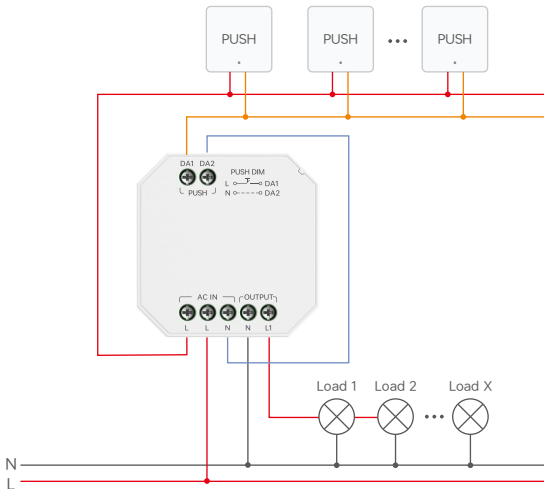 PUSH PUSH PUSH
DA1 DA2
PUSH
PUSH DIM
L DA1
N DA2
AC IN OUTPUT
L L N N L1
Load 1 Load 2 Load X
N
L